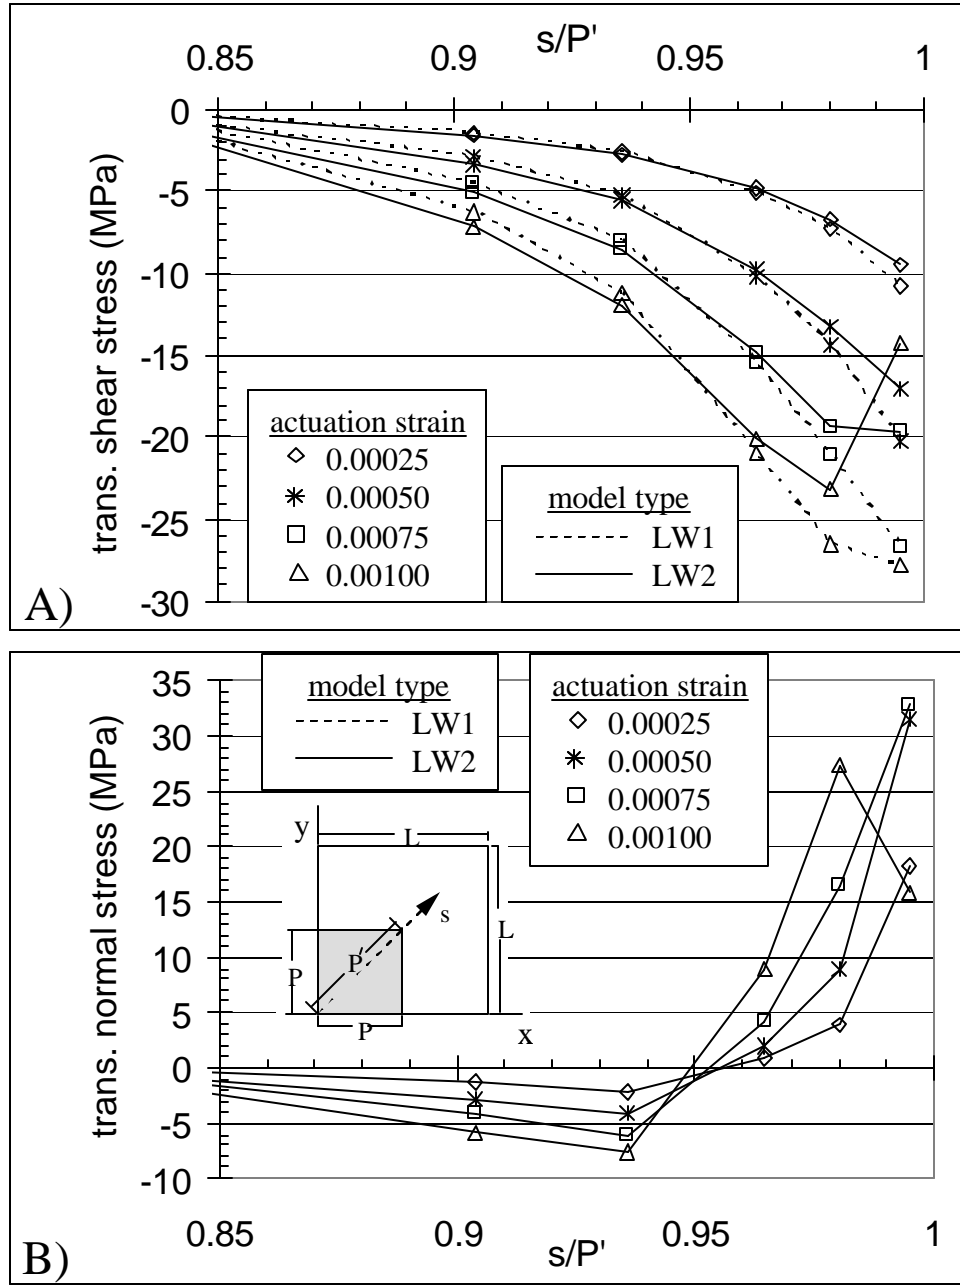 s/P'
0.85 0.9 0.95 1
0
-5
-10
-15
-20
-25
-30
trans. shear stress (MPa)
actuation strain
0.00025
0.00050
0.00075
0.00100
model type
LW1
LW2
A)
35
30
25
20
15
10
5
0
-5
-10
trans. normal stress (MPa)
model type
LW1
LW2
actuation strain
0.00025
0.00050
0.00075
0.00100
y
L
s
L
P
P'
P
x
0.85 0.9 0.95 1
s/P'
B)